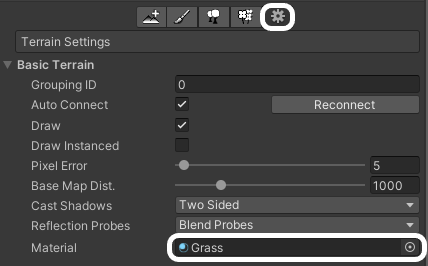 Terrain Settings
Basic Terrain
Grouping ID 0
Auto Connect Reconnect
Draw
Draw Instanced
Pixel Error 5
Base Map Dist. 1000
Cast Shadows Two Sided
Reflection Probes Blend Probes
Material Grass